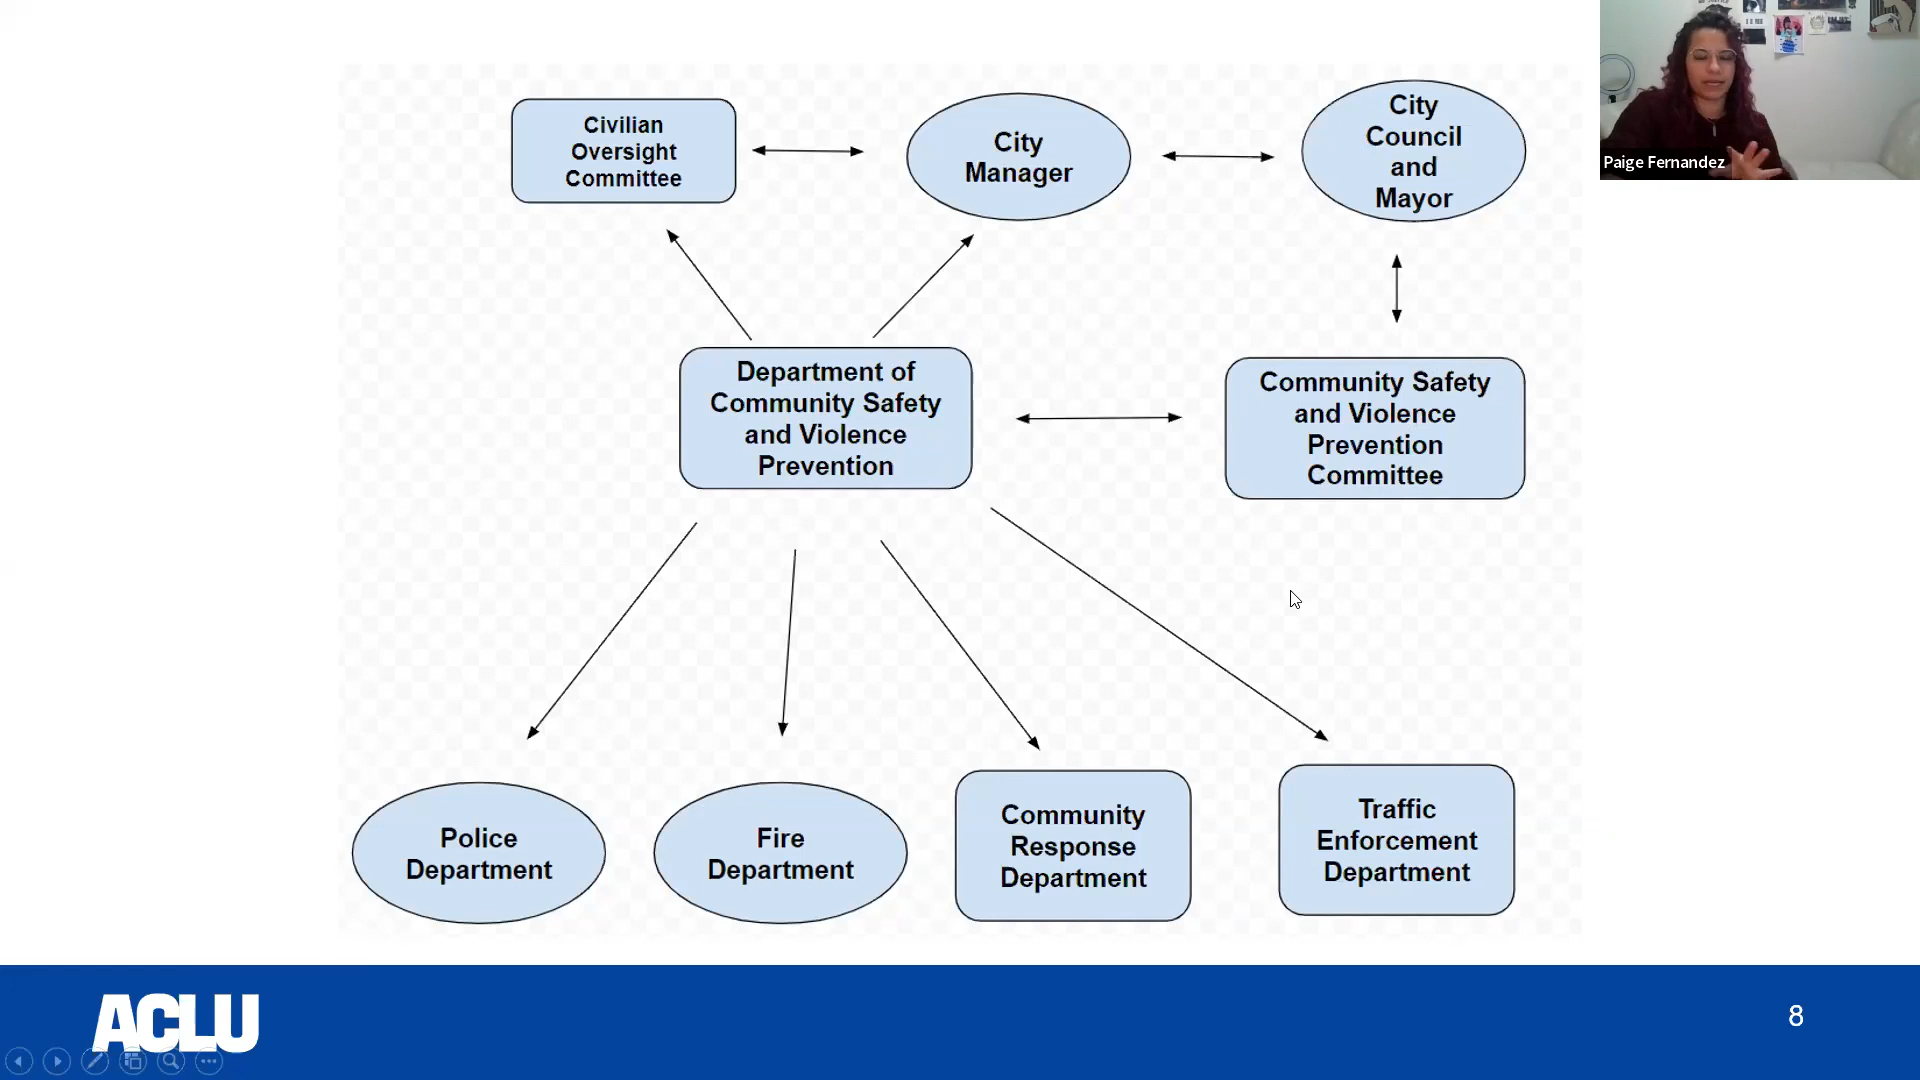 Civilian
Oversight
Committee
City
Manager
City
Council
and
Mayor
Paige Fernandez
Department of
Community Safety
and Violence
Prevention
Community Safety
and Violence
Prevention
Committee
Police
Department
Fire
Department
Community
Response
Department
Traffic
Enforcement
Department
ACLU
8